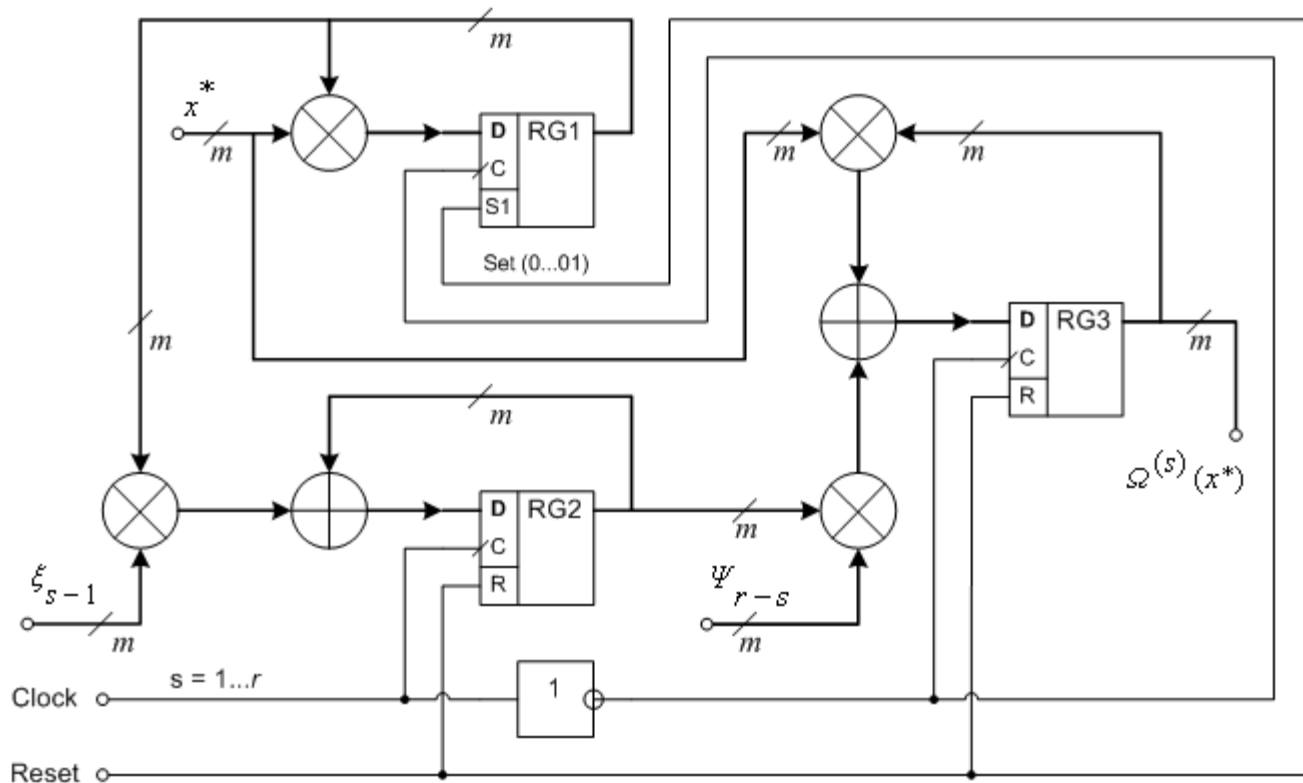 m
x*
m
D RG1
C
S1
Set (0...01)
m
m
m
D RG3
C
R
m
Ω(s)(x*)
m
D RG2
C
R
m
ξs−1
m
Ψr−s
m
Clock s = 1...r
1
Reset